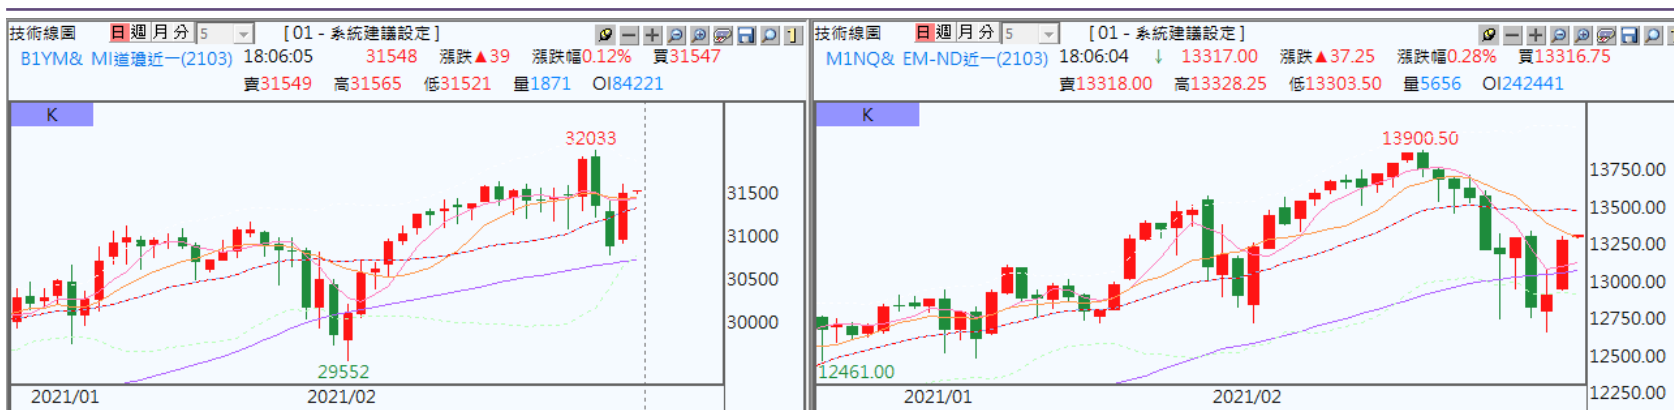 技術線圖 日 週 月 分 5 [ 01 - 系統建議設定 ]
B1YM& MI道瓊近一(2103) 18:06:05 31548 漲跌▲39 漲跌幅0.12% 買31547
賣31549 高31565 低31521 量1871 OI84221
K
32033
31500
31000
30500
30000
29552
2021/01 2021/02
技術線圖 日 週 月 分 5 [ 01 - 系統建議設定 ]
M1NQ& EM-ND近一(2103) 18:06:04 ↓ 13317.00 漲跌▲37.25 漲跌幅0.28% 買13316.75
賣13318.00 高13328.25 低13303.50 量5656 OI242441
K
13900.50
13750.00
13500.00
13250.00
13000.00
12750.00
12500.00
12461.00
12250.00
2021/01 2021/02